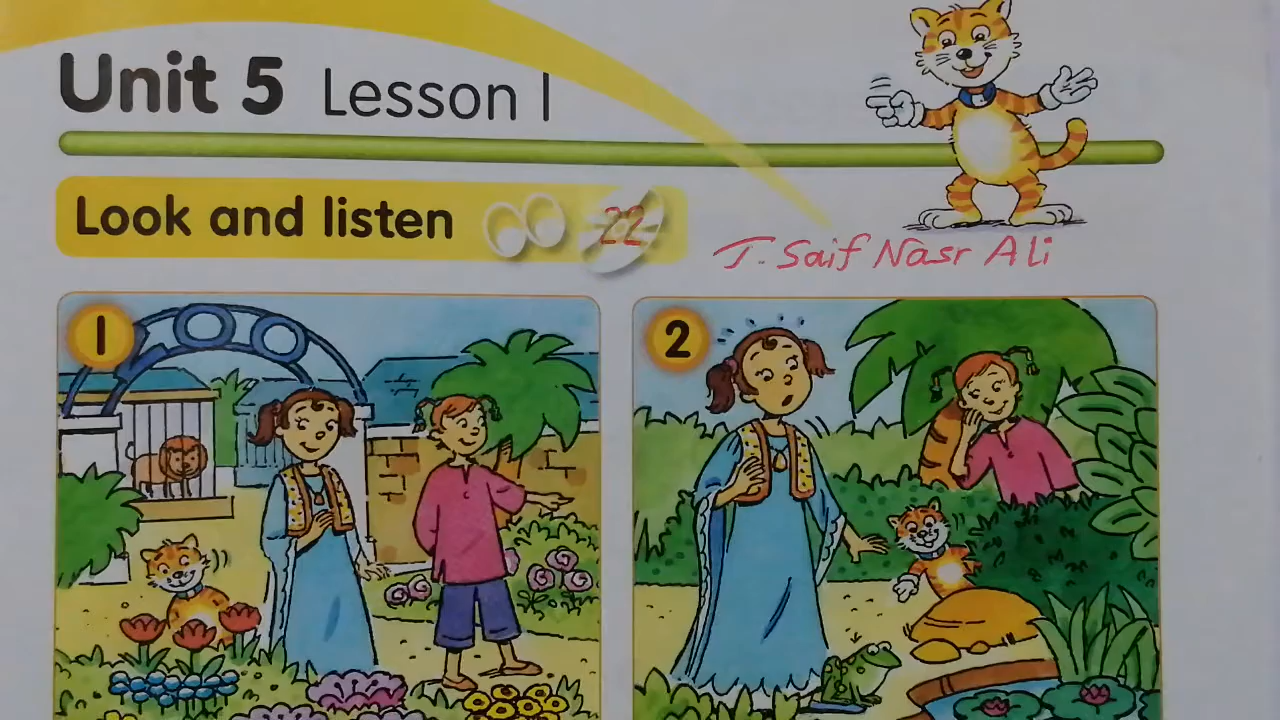 Unit 5 Lesson 1
Look and listen 22
T. Saif Nasr Ali
1
2